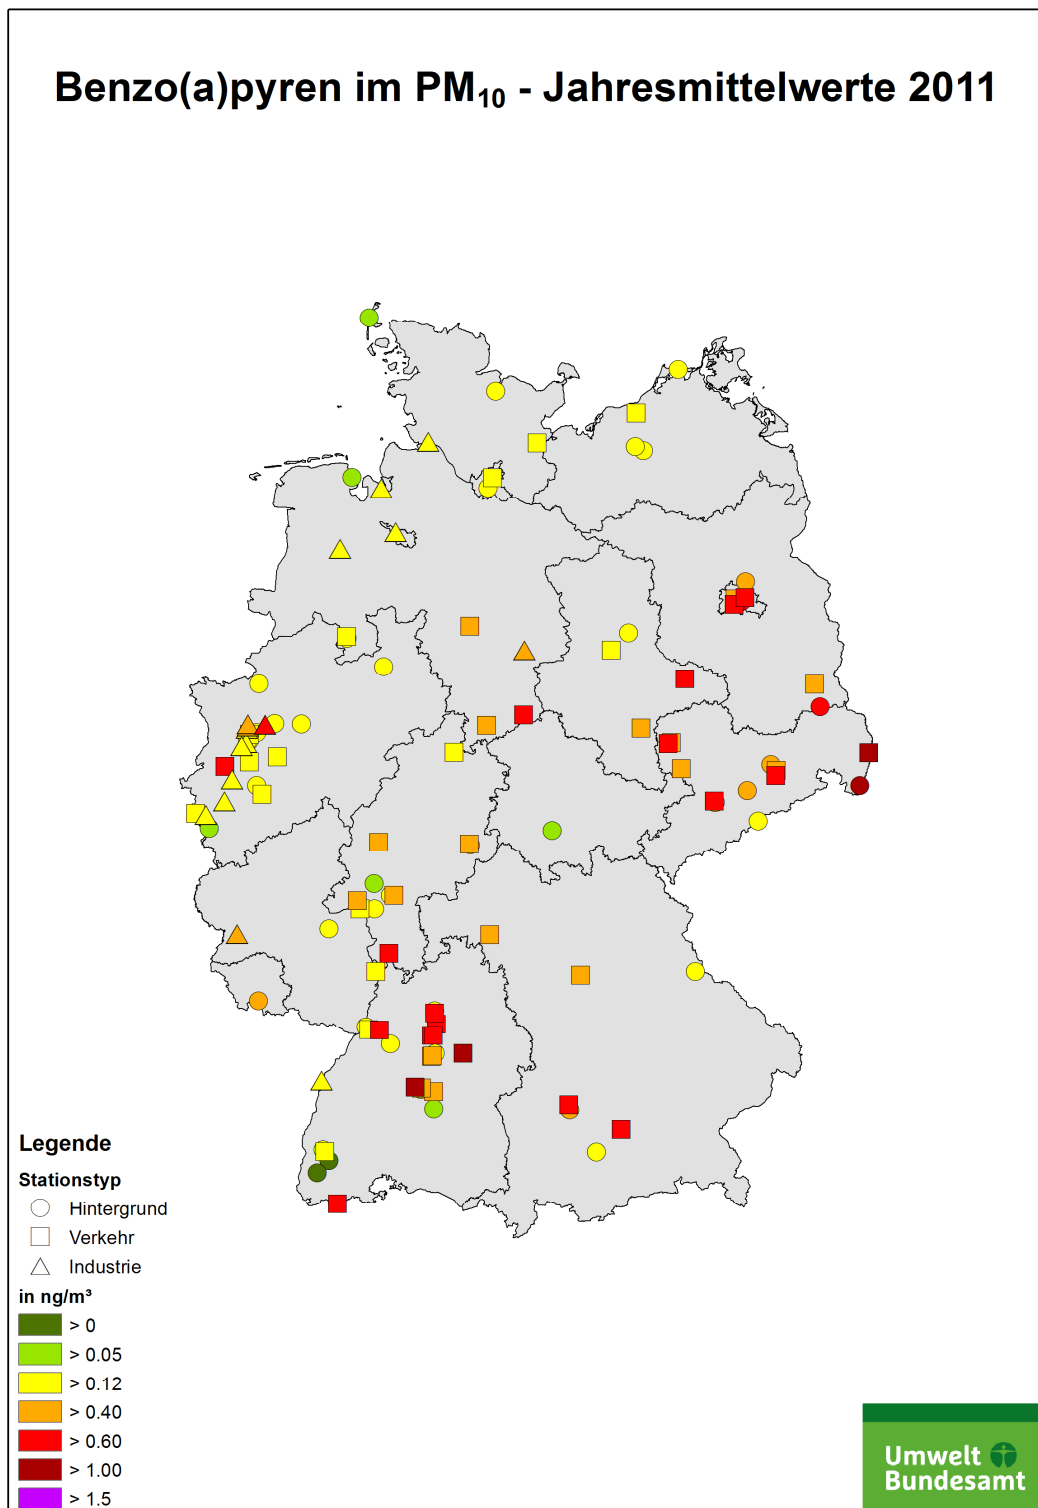 Benzo(a)pyren im PM₁₀ - Jahresmittelwerte 2011
Legende
Stationstyp
Hintergrund
Verkehr
Industrie
in ng/m³
> 0
> 0.05
> 0.12
> 0.40
> 0.60
> 1.00
> 1.5
Umwelt
Bundesamt